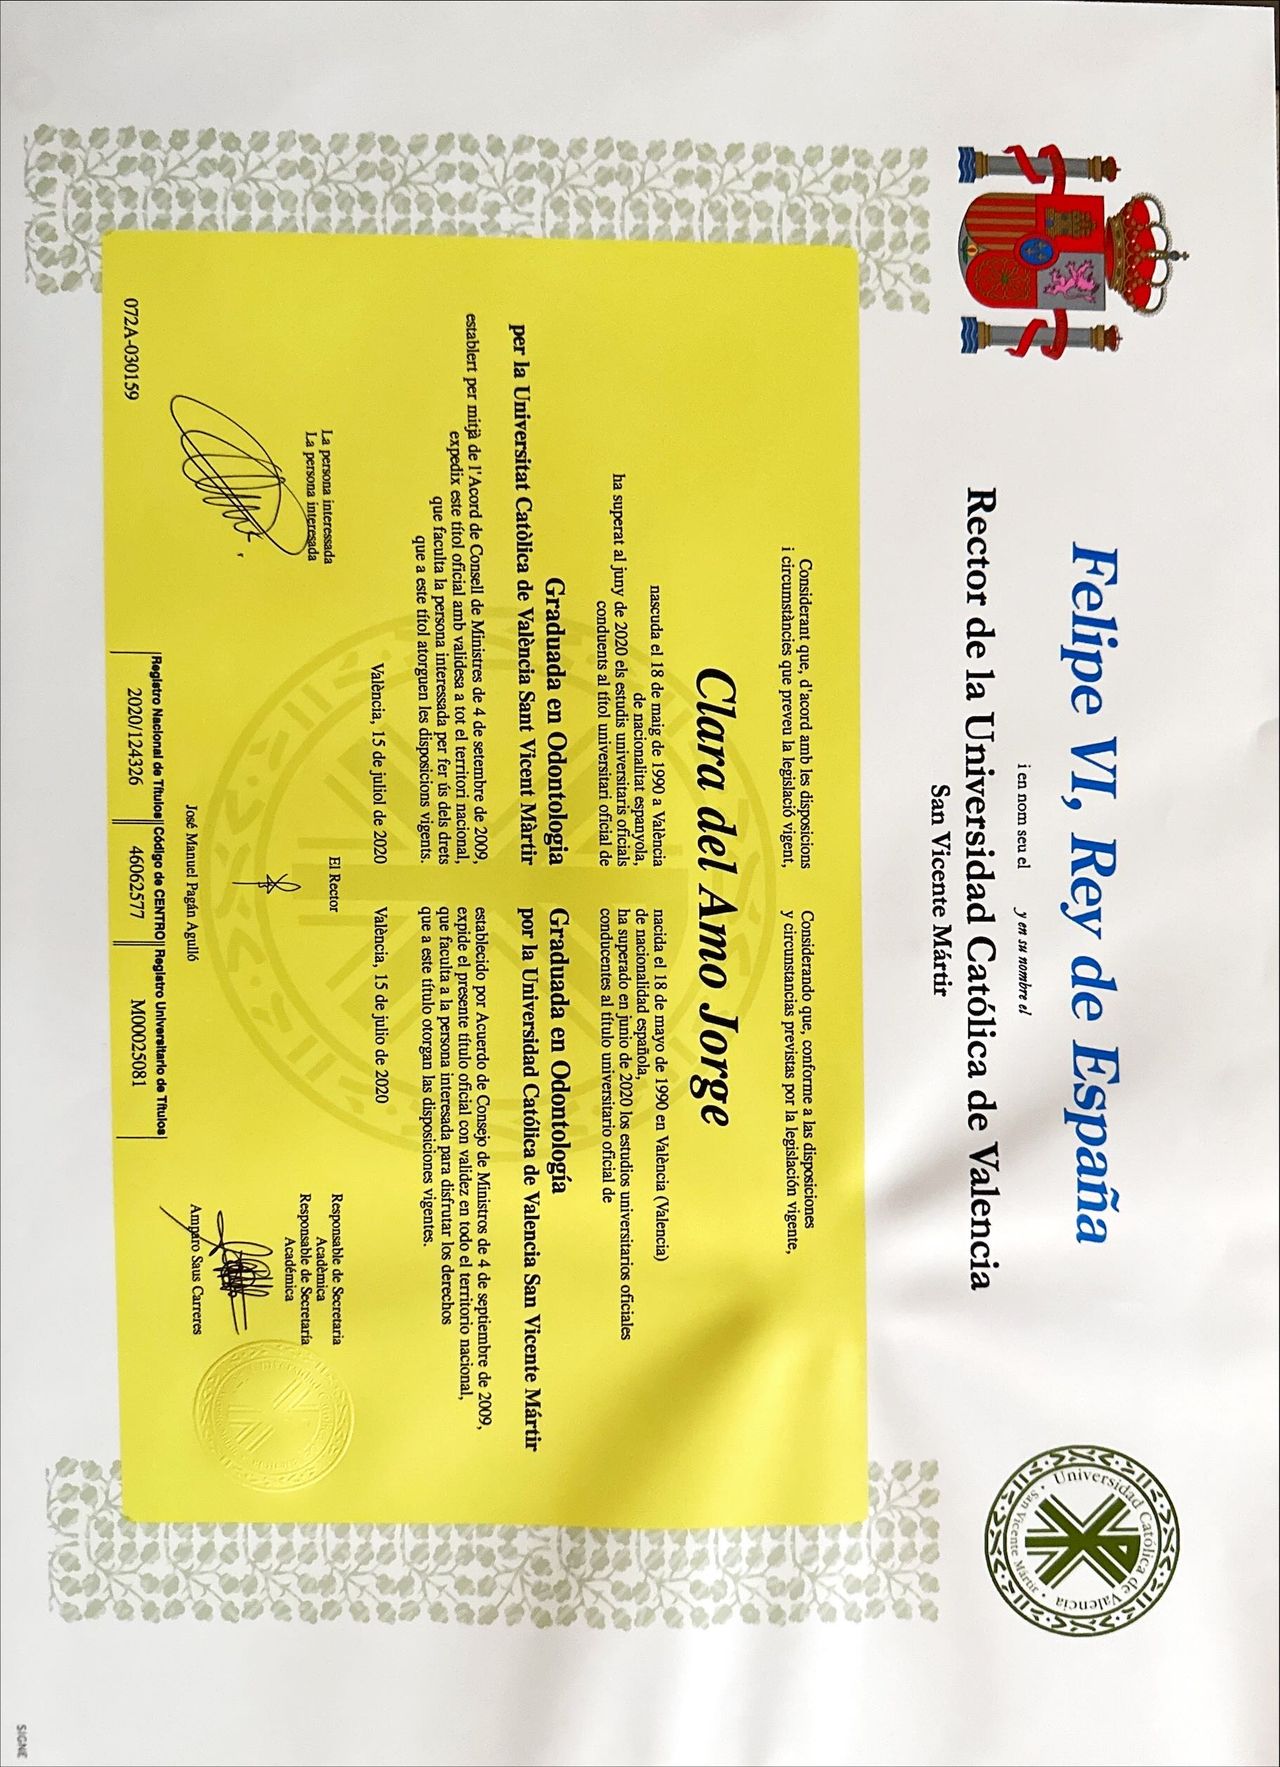 Felipe VI, Rey de España
i en nom seu el y en su nombre el
Rector de la Universidad Católica de Valencia
San Vicente Mártir
Universidad Católica de Valencia
San Vicente Mártir
Considerant que, d'acord amb les disposicions
i circumstàncies que preveu la legislació vigent,
Considerando que, conforme a las disposiciones
y circunstancias previstas por la legislación vigente,
Clara del Amo Jorge
nascuda el 18 de maig de 1990 a València
de nacionalitat espanyola,
ha superat al juny de 2020 els estudis universitaris oficials
conduents al títol universitari oficial de
nacida el 18 de mayo de 1990 en València (Valencia)
de nacionalidad española,
ha superado en junio de 2020 los estudios universitarios oficiales
conducentes al título universitario oficial de
Graduada en Odontologia
per la Universitat Catòlica de València Sant Vicent Màrtir
Graduada en Odontología
por la Universidad Católica de Valencia San Vicente Mártir
establert per mitjà de l'Acord de Consell de Ministres de 4 de setembre de 2009,
expedix este títol oficial amb validesa a tot el territori nacional,
que faculta la persona interessada per fer ús dels drets
que a este títol atorguen les disposicions vigents.
establecido por Acuerdo de Consejo de Ministros de 4 de septiembre de 2009,
expide el presente título oficial con validez en todo el territorio nacional,
que faculta a la persona interesada para disfrutar los derechos
que a este título otorgan las disposiciones vigentes.
València, 15 de juliol de 2020
València, 15 de julio de 2020
La persona interessada
La persona interesada
El Rector
José Manuel Pagán Agulló
Responsable de Secretaria
Acadèmica
Responsable de Secretaría
Académica
Amparo Saus Carreres
072A-030159
Registro Nacional de Títulos Código de CENTRO Registro Universitario de Títulos
2020/124326 46062577 M00025081
SIGNE